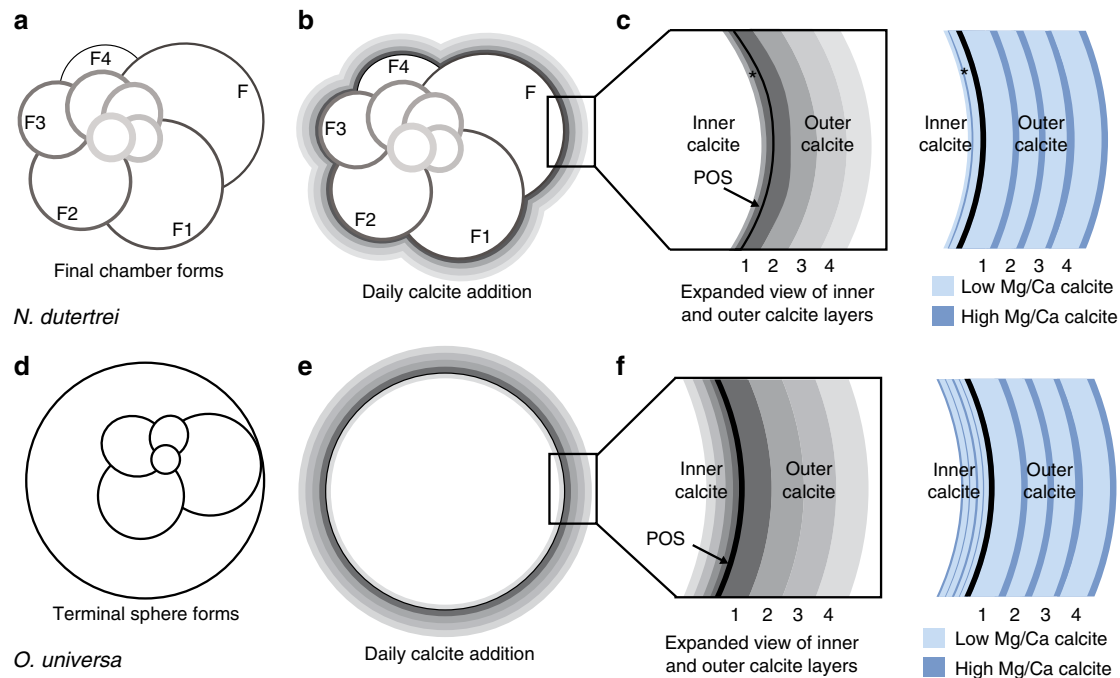 a
F4
F
F3
F2
F1
Final chamber forms
N. dutertrei
b
F4
F
F3
F2
F1
Daily calcite addition
c
*
Inner
calcite
Outer
calcite
POS
1 2 3 4
Expanded view of inner
and outer calcite layers
*
Inner
calcite
Outer
calcite
1 2 3 4
Low Mg/Ca calcite
High Mg/Ca calcite
d
Terminal sphere forms
O. universa
e
Daily calcite addition
f
Inner
calcite
Outer
calcite
POS
1 2 3 4
Expanded view of inner
and outer calcite layers
Inner
calcite
Outer
calcite
1 2 3 4
Low Mg/Ca calcite
High Mg/Ca calcite